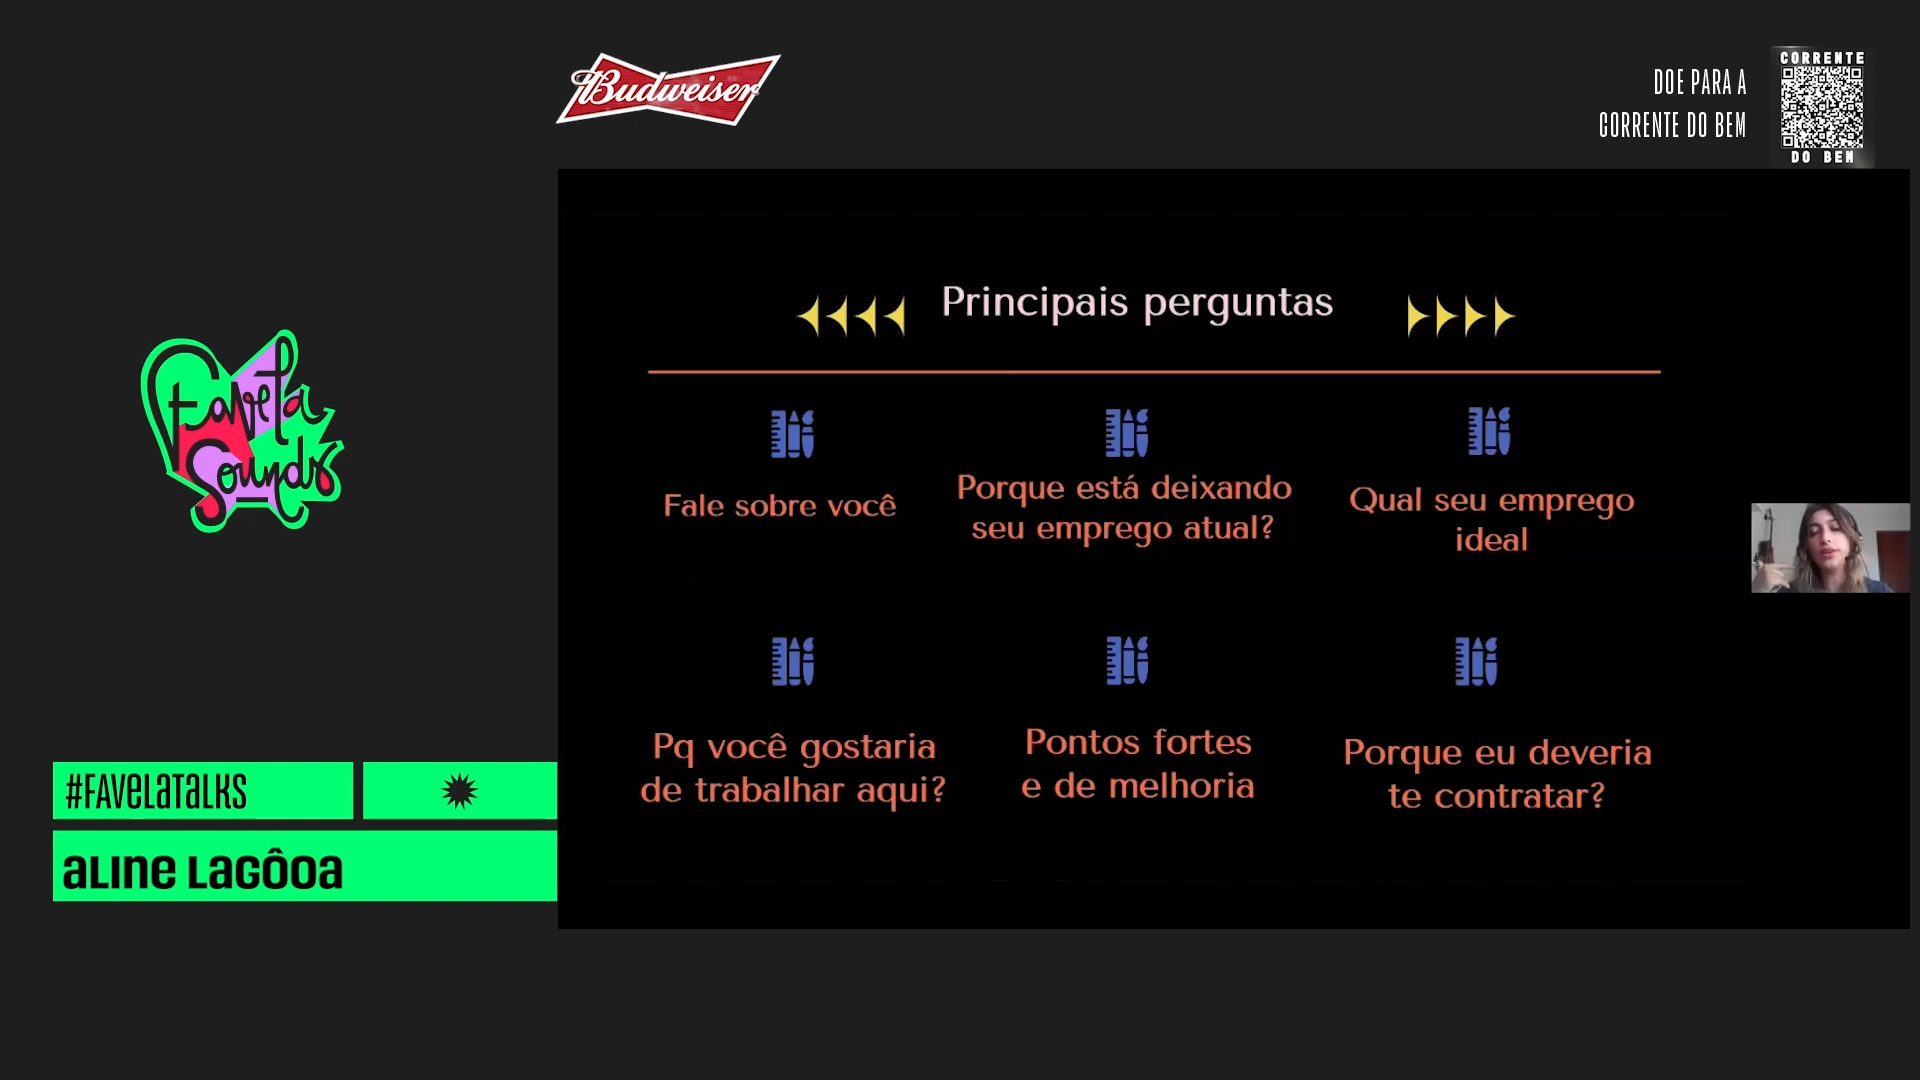 Budweiser
DOE PARA A
CORRENTE DO BEM
CORRENTE
DO BEM
Favela
Sounds
Principais perguntas
Fale sobre você
Porque está deixando
seu emprego atual?
Qual seu emprego
ideal
Pq você gostaria
de trabalhar aqui?
Pontos fortes
e de melhoria
Porque eu deveria
te contratar?
#FAVELATALKS
ALINE LAGÔOA